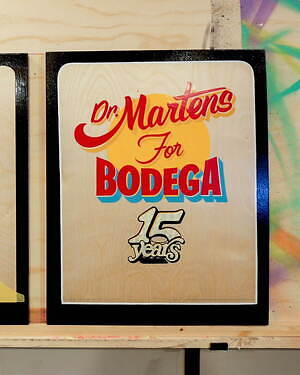 Dr. Martens
For
BODEGA
15
years